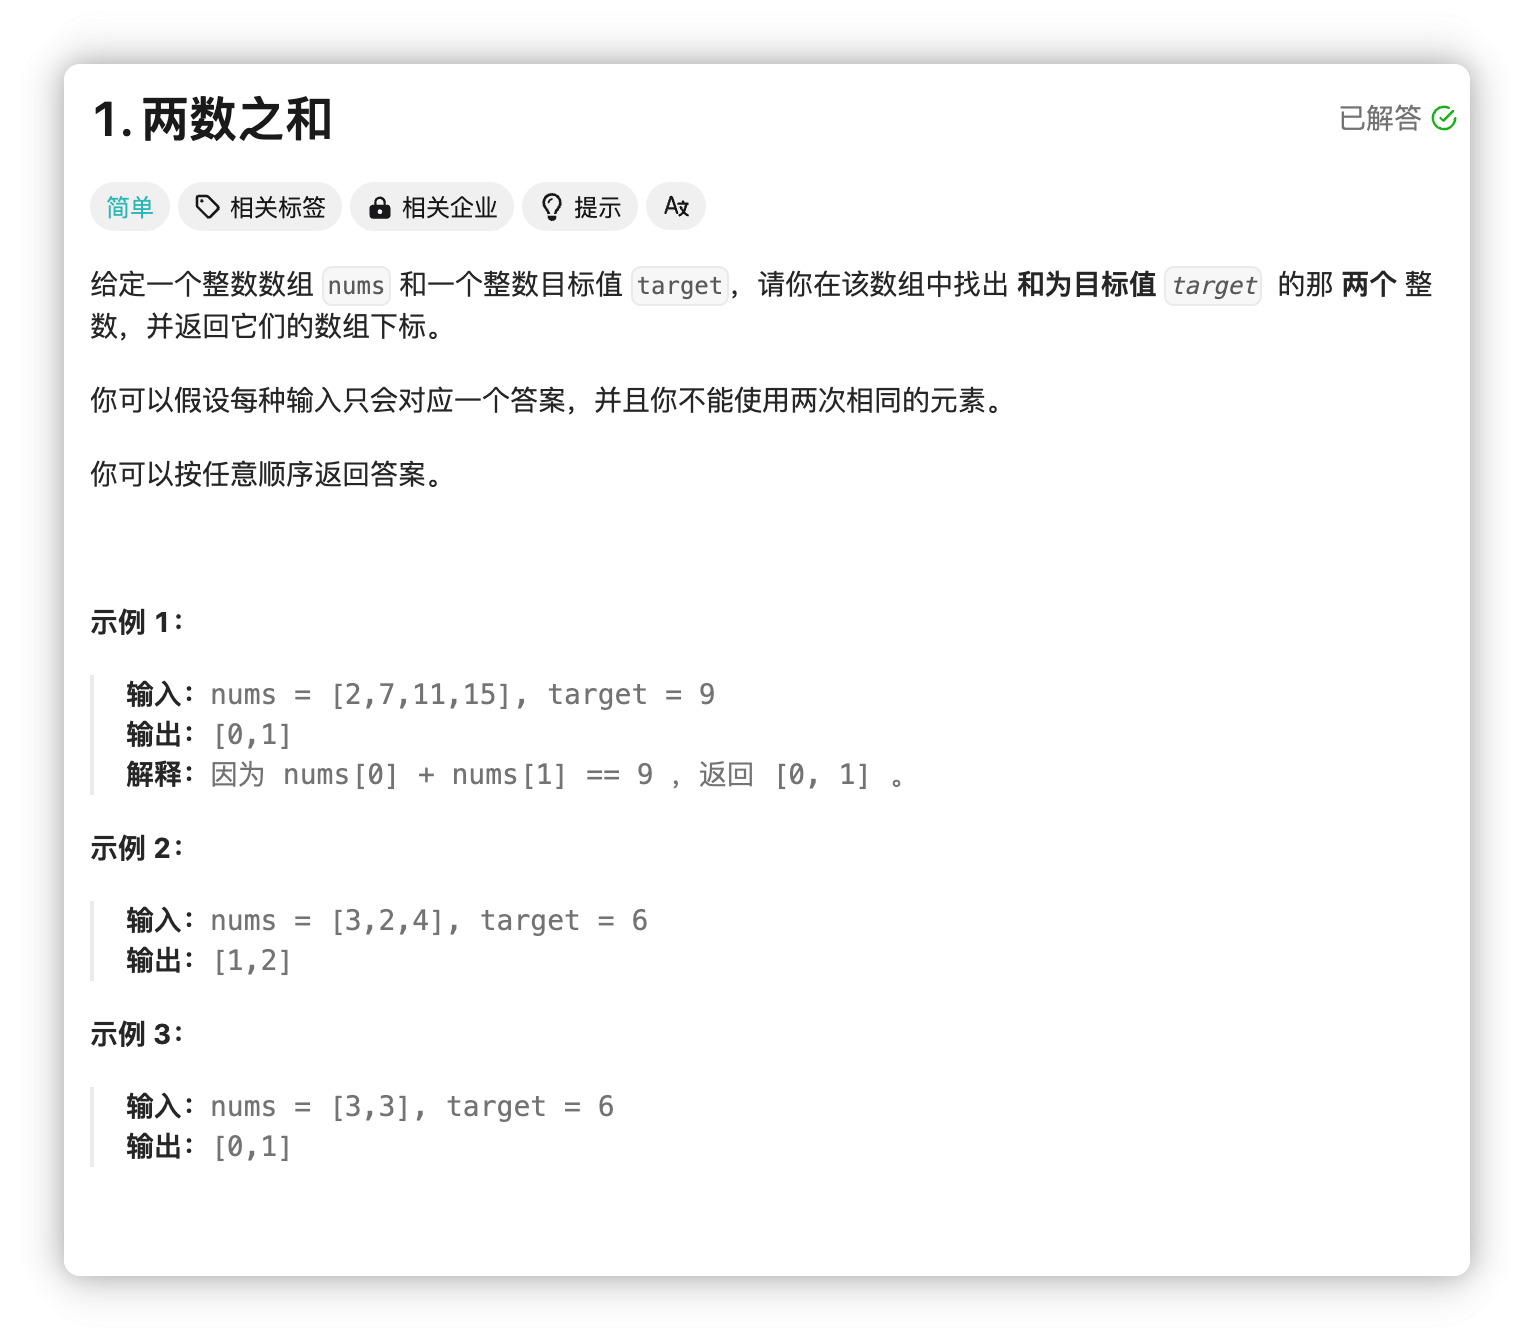 1. 两数之和
已解答
简单 相关标签 相关企业 提示
给定一个整数数组 nums 和一个整数目标值 target，请你在该数组中找出 和为目标值 target 的那 两个 整
数，并返回它们的数组下标。
你可以假设每种输入只会对应一个答案，并且你不能使用两次相同的元素。
你可以按任意顺序返回答案。
示例 1：
输入：nums = [2,7,11,15], target = 9
输出：[0,1]
解释：因为 nums[0] + nums[1] == 9 ，返回 [0, 1] 。
示例 2：
输入：nums = [3,2,4], target = 6
输出：[1,2]
示例 3：
输入：nums = [3,3], target = 6
输出：[0,1]